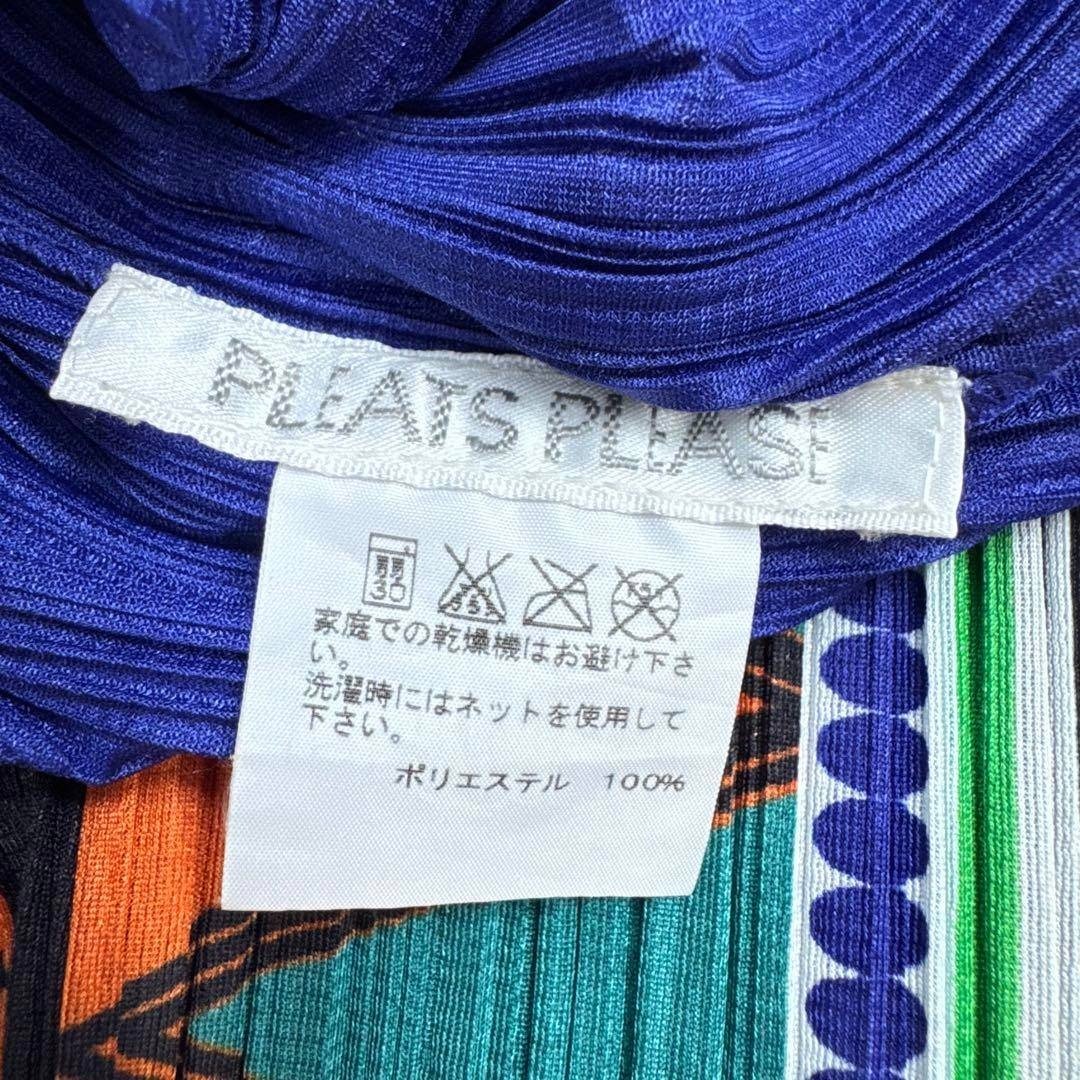 PLEATS PLEASE
弱
30
家庭での乾燥機はお避け下さ
い。
洗濯時にはネットを使用して
下さい。
ポリエステル 100%